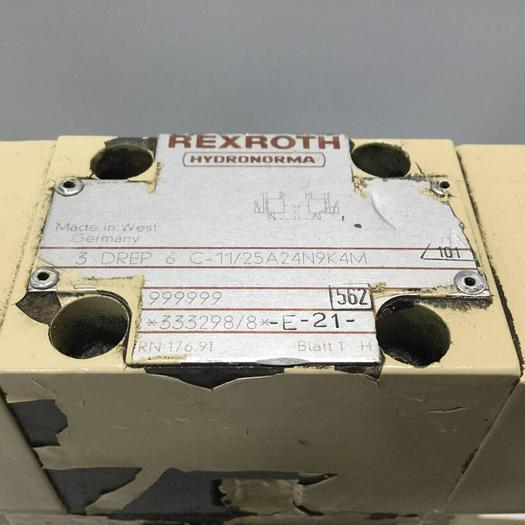 REXROTH
HYDRONORMA
Made in West
Germany
3 DREP 6 C-11/25A24N9K4M
101
999999
562
*333298/8*-E-21-
RN 176.91 Blatt 1 H